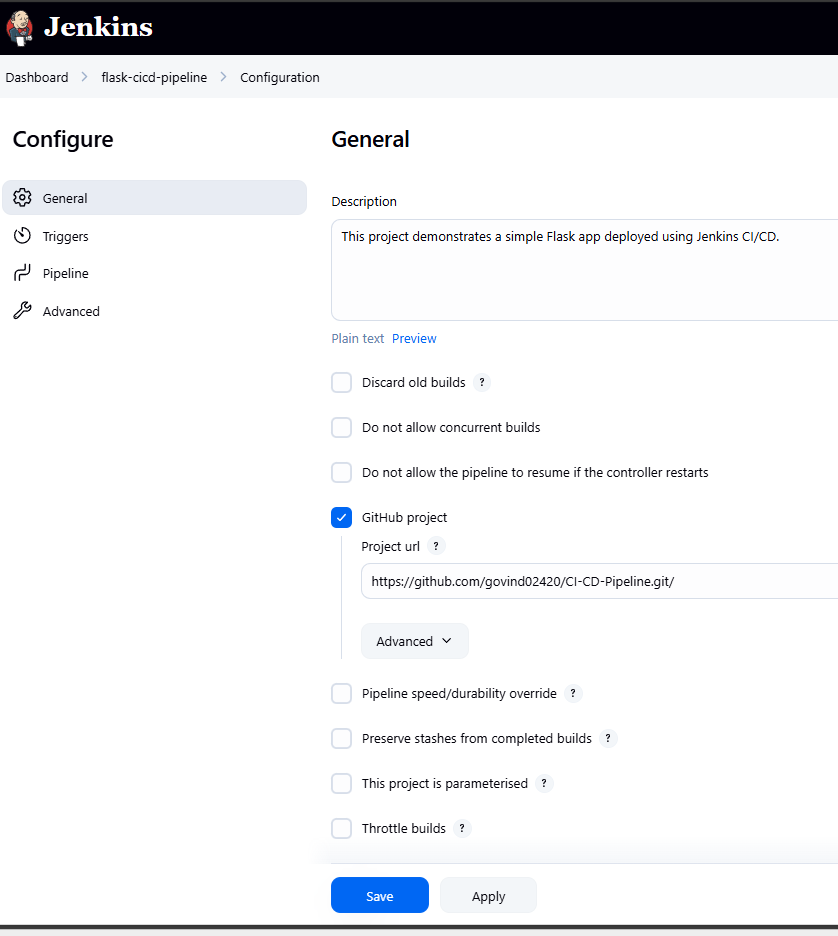 Jenkins
Dashboard > flask-cicd-pipeline > Configuration
Configure
General
Triggers
Pipeline
Advanced
General
Description
This project demonstrates a simple Flask app deployed using Jenkins CI/CD.
Plain text Preview
Discard old builds ?
Do not allow concurrent builds
Do not allow the pipeline to resume if the controller restarts
GitHub project
Project url ?
https://github.com/govind02420/CI-CD-Pipeline.git/
Advanced
Pipeline speed/durability override ?
Preserve stashes from completed builds ?
This project is parameterised ?
Throttle builds ?
Save Apply